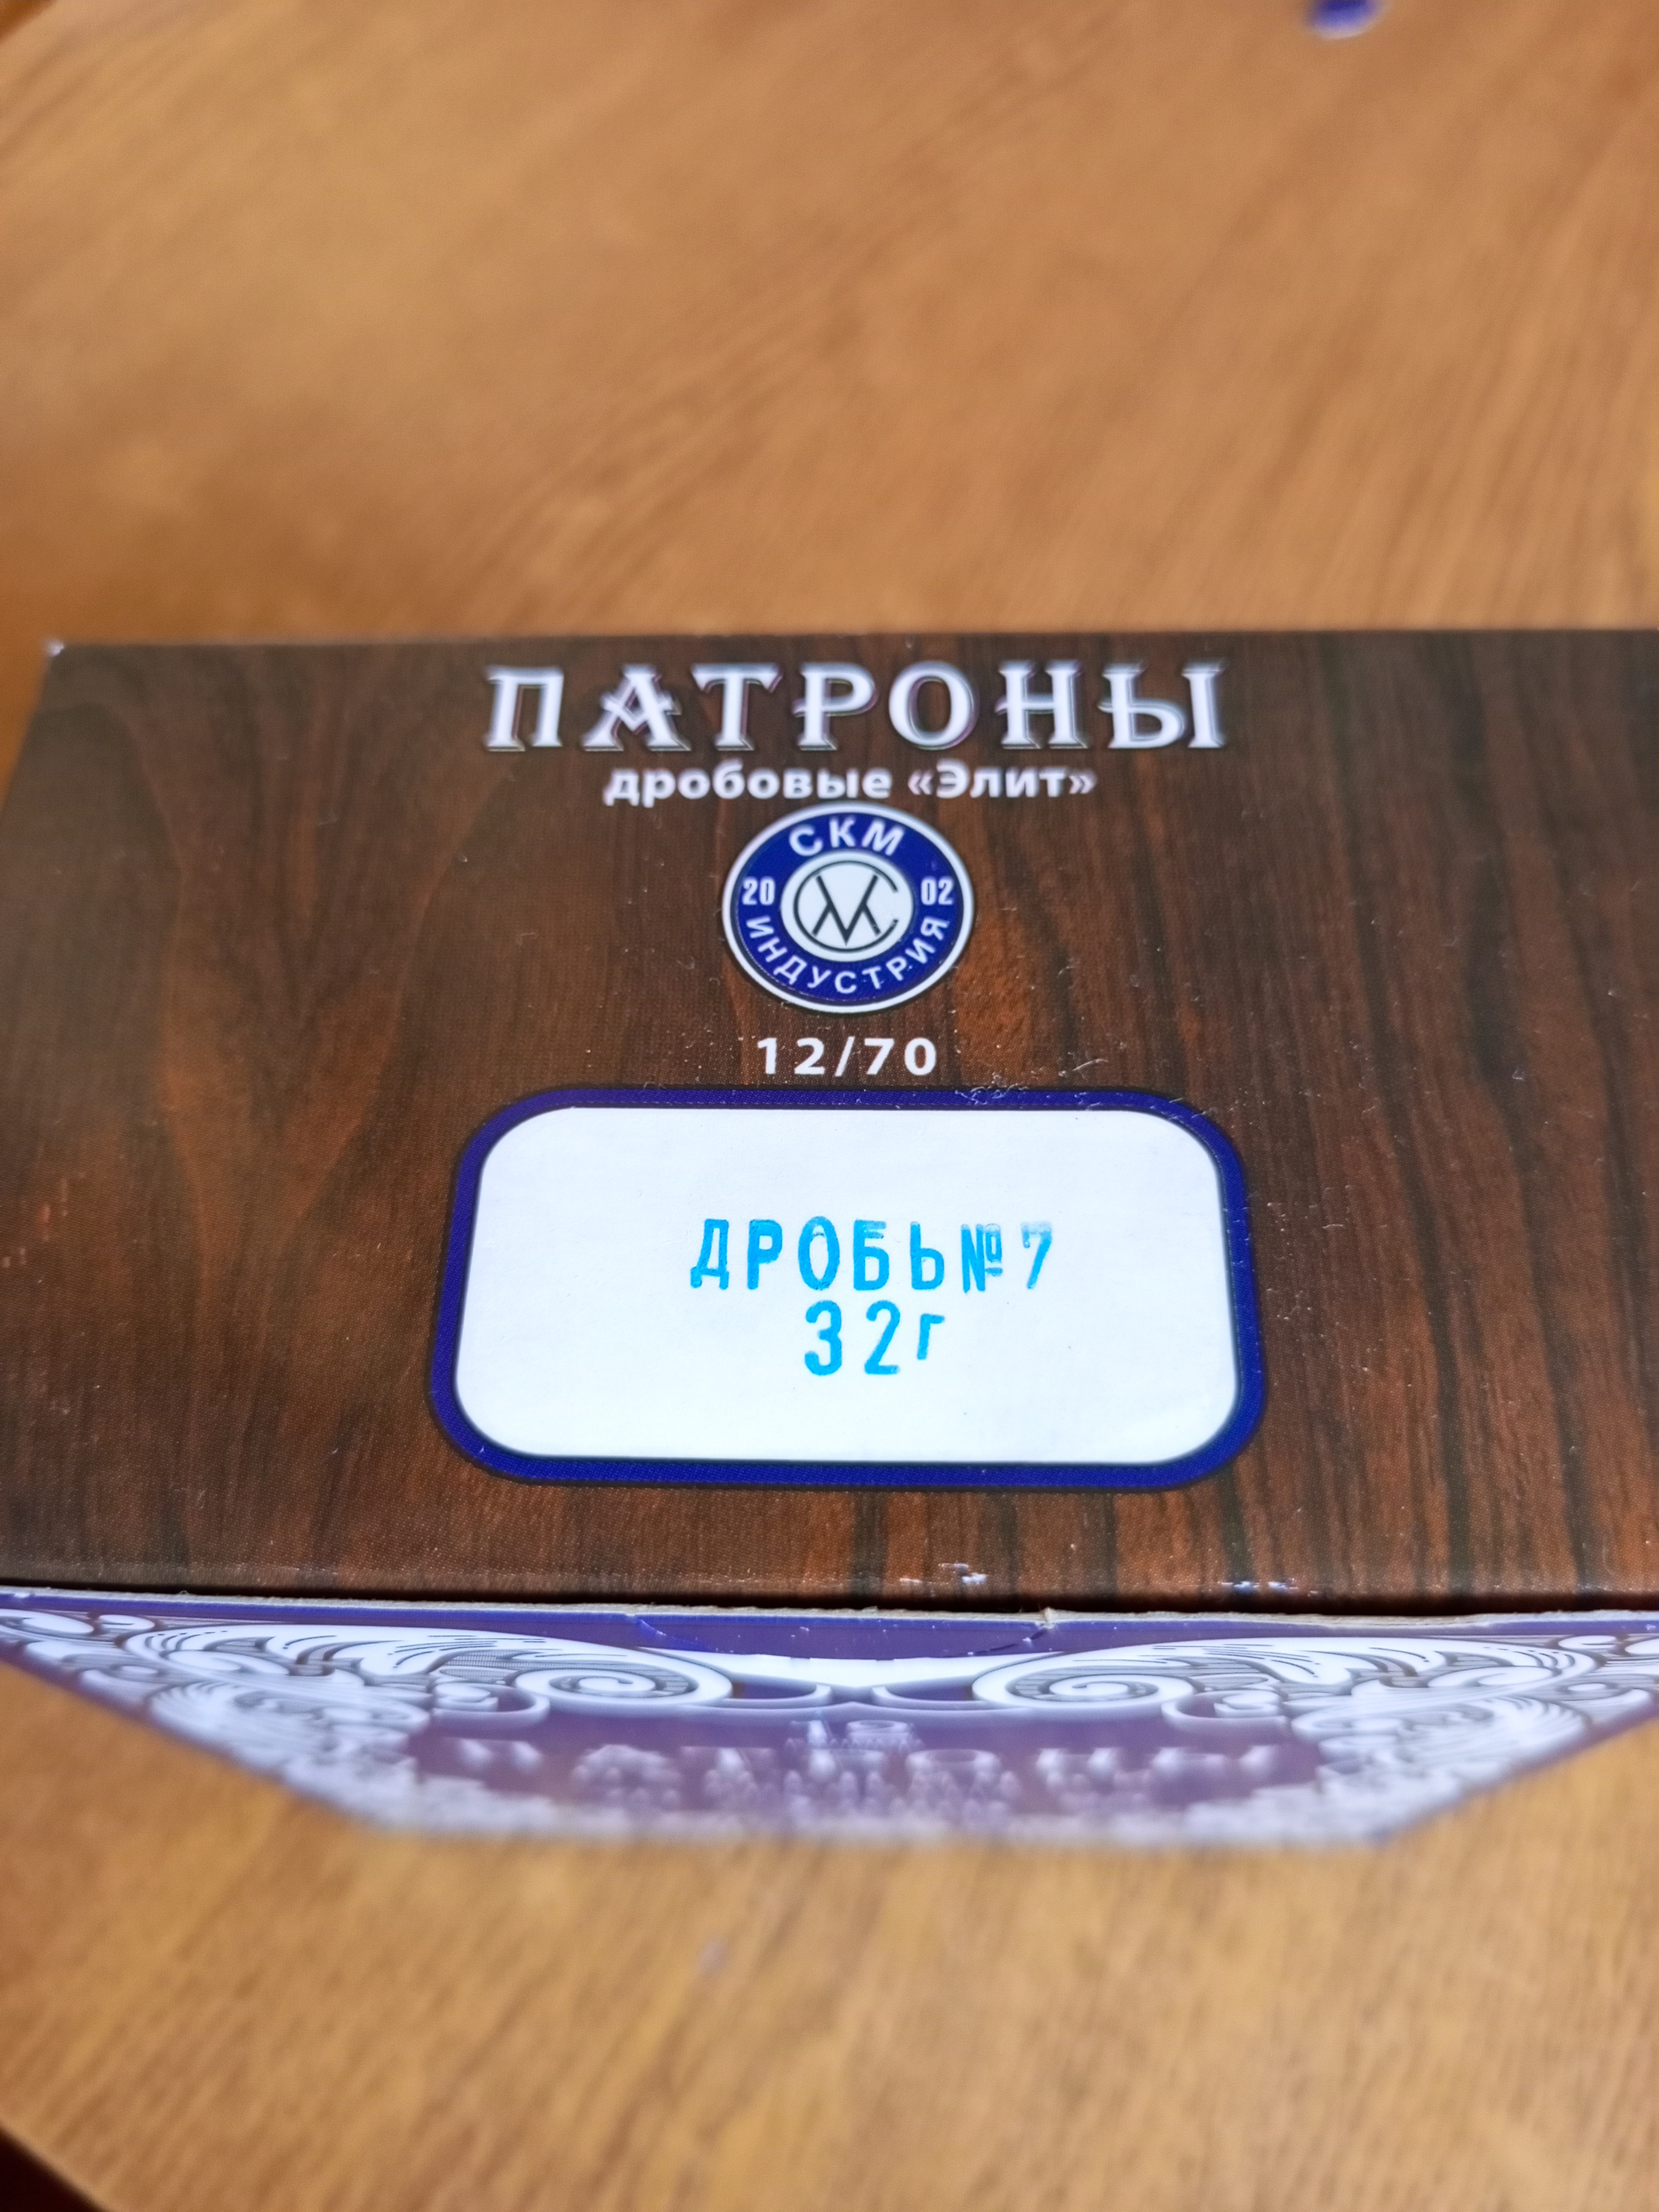 ПАТРОНЫ
дробовые «Элит»
СКМ
20 02
ИНДУСТРИЯ
12/70
ДРОБЬ№7
32г